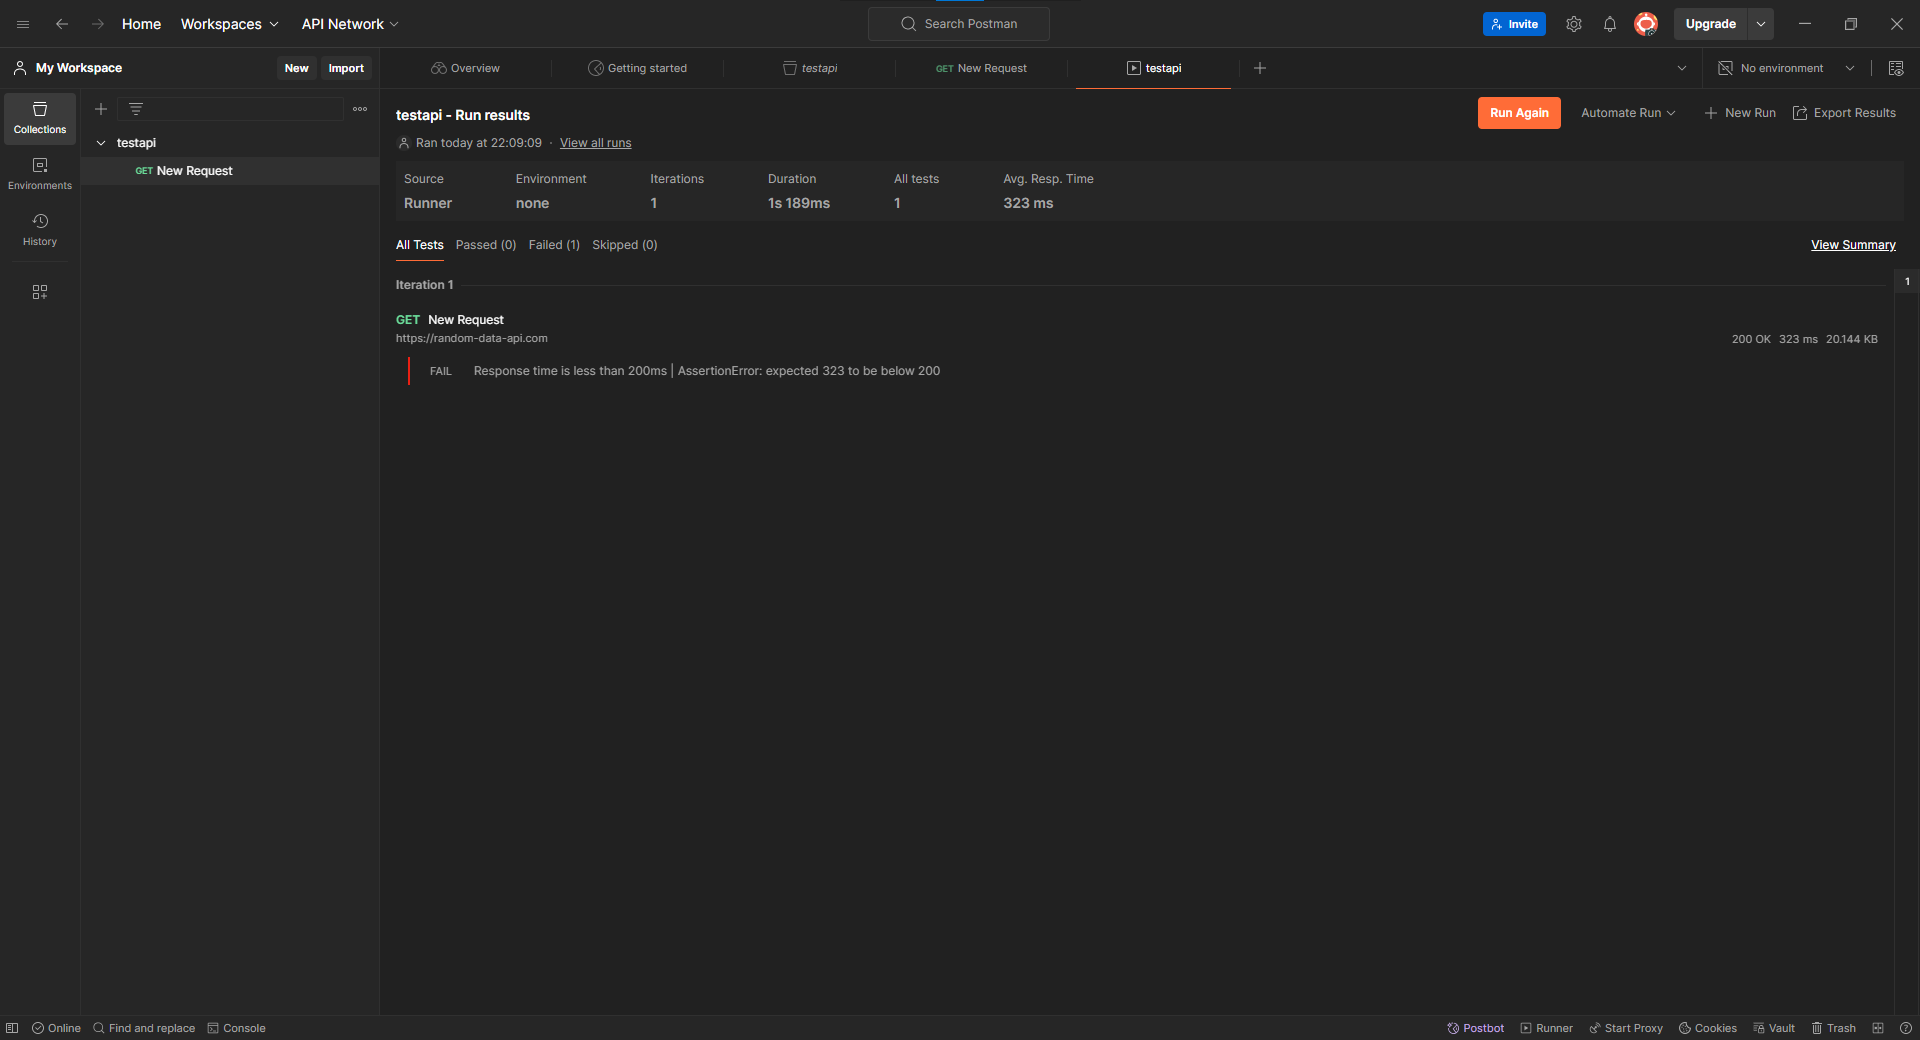 Home Workspaces API Network Search Postman Invite Upgrade
My Workspace New Import Overview Getting started testapi GET New Request testapi No environment
Collections
Environments
History
testapi
GET New Request
testapi - Run results
Run Again Automate Run New Run Export Results
Ran today at 22:09:09 · View all runs
Source Environment Iterations Duration All tests Avg. Resp. Time
Runner none 1 1s 189ms 1 323 ms
All Tests Passed (0) Failed (1) Skipped (0) View Summary
Iteration 1
1
GET New Request
https://random-data-api.com
200 OK 323 ms 20.144 KB
FAIL Response time is less than 200ms | AssertionError: expected 323 to be below 200
Online Find and replace Console Postbot Runner Start Proxy Cookies Vault Trash